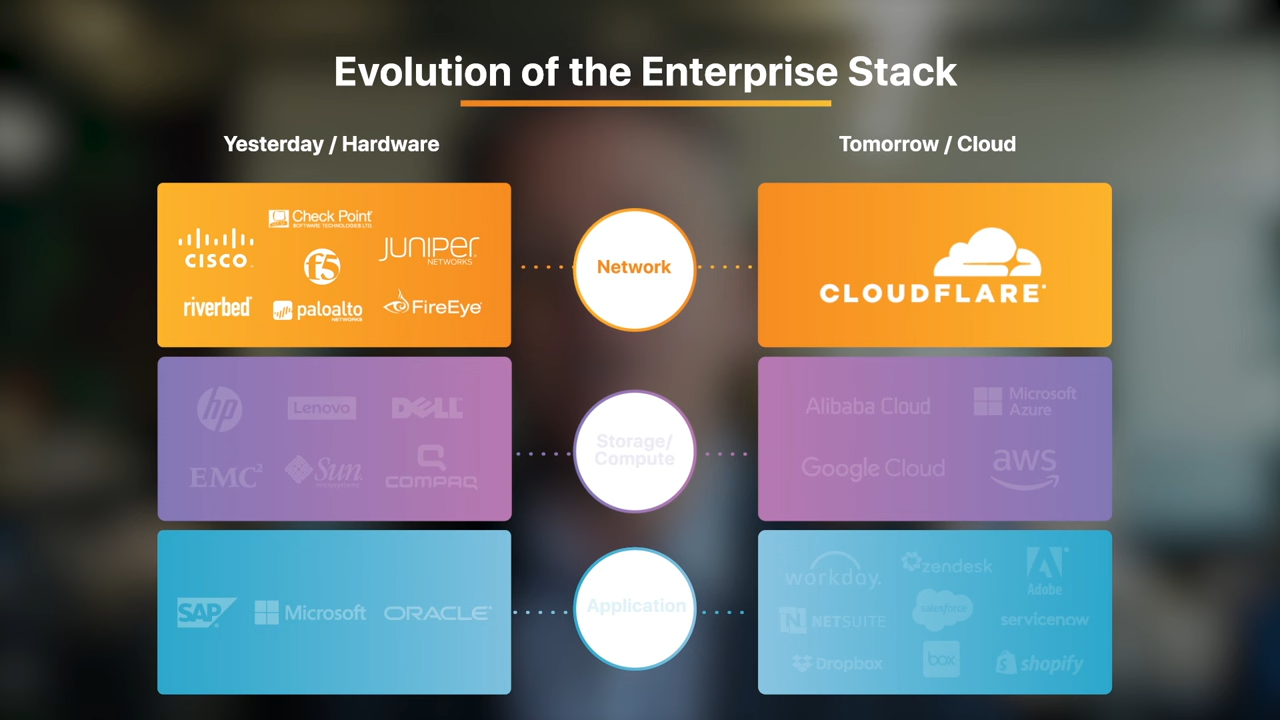 Evolution of the Enterprise Stack
Yesterday / Hardware
Tomorrow / Cloud
CISCO
Check Point
SOFTWARE TECHNOLOGIES LTD.
f5
JUNIPER
NETWORKS
riverbed
paloalto
NETWORKS
FireEye
Network
CLOUDFLARE
hp
Lenovo
DELL
EMC²
Sun
microsystems
COMPAQ
Storage/
Compute
Alibaba Cloud
Microsoft
Azure
Google Cloud
aws
SAP
Microsoft
ORACLE
Application
workday.
zendesk
Adobe
N NETSUITE
salesforce
servicenow
Dropbox
box
shopify